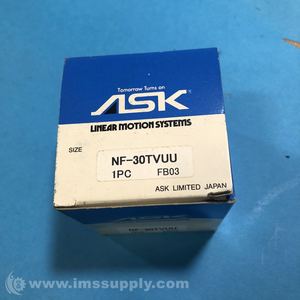 Tomorrow Turns on
ASK
LINEAR MOTION SYSTEMS
SIZE
NF-30TVUU
1PC FB03
ASK LIMITED JAPAN
NF-30TVUU
© www.imssupply.com